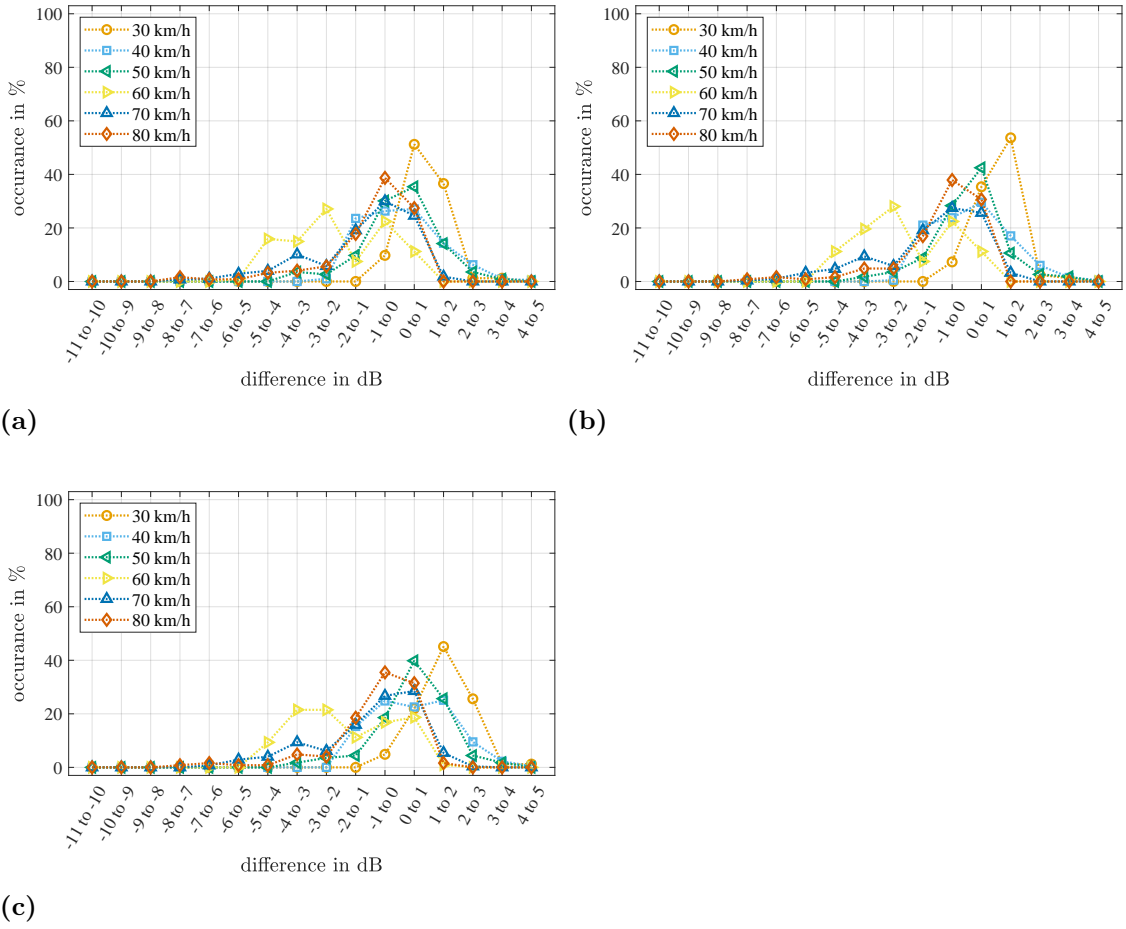 100
80
60
40
20
0
occurance in %
30 km/h
40 km/h
50 km/h
60 km/h
70 km/h
80 km/h
-11 to -10
-10 to -9
-9 to -8
-8 to -7
-7 to -6
-6 to -5
-5 to -4
-4 to -3
-3 to -2
-2 to -1
-1 to 0
0 to 1
1 to 2
2 to 3
3 to 4
4 to 5
difference in dB
(a)
100
80
60
40
20
0
occurance in %
30 km/h
40 km/h
50 km/h
60 km/h
70 km/h
80 km/h
-11 to -10
-10 to -9
-9 to -8
-8 to -7
-7 to -6
-6 to -5
-5 to -4
-4 to -3
-3 to -2
-2 to -1
-1 to 0
0 to 1
1 to 2
2 to 3
3 to 4
4 to 5
difference in dB
(b)
100
80
60
40
20
0
occurance in %
30 km/h
40 km/h
50 km/h
60 km/h
70 km/h
80 km/h
-11 to -10
-10 to -9
-9 to -8
-8 to -7
-7 to -6
-6 to -5
-5 to -4
-4 to -3
-3 to -2
-2 to -1
-1 to 0
0 to 1
1 to 2
2 to 3
3 to 4
4 to 5
difference in dB
(c)